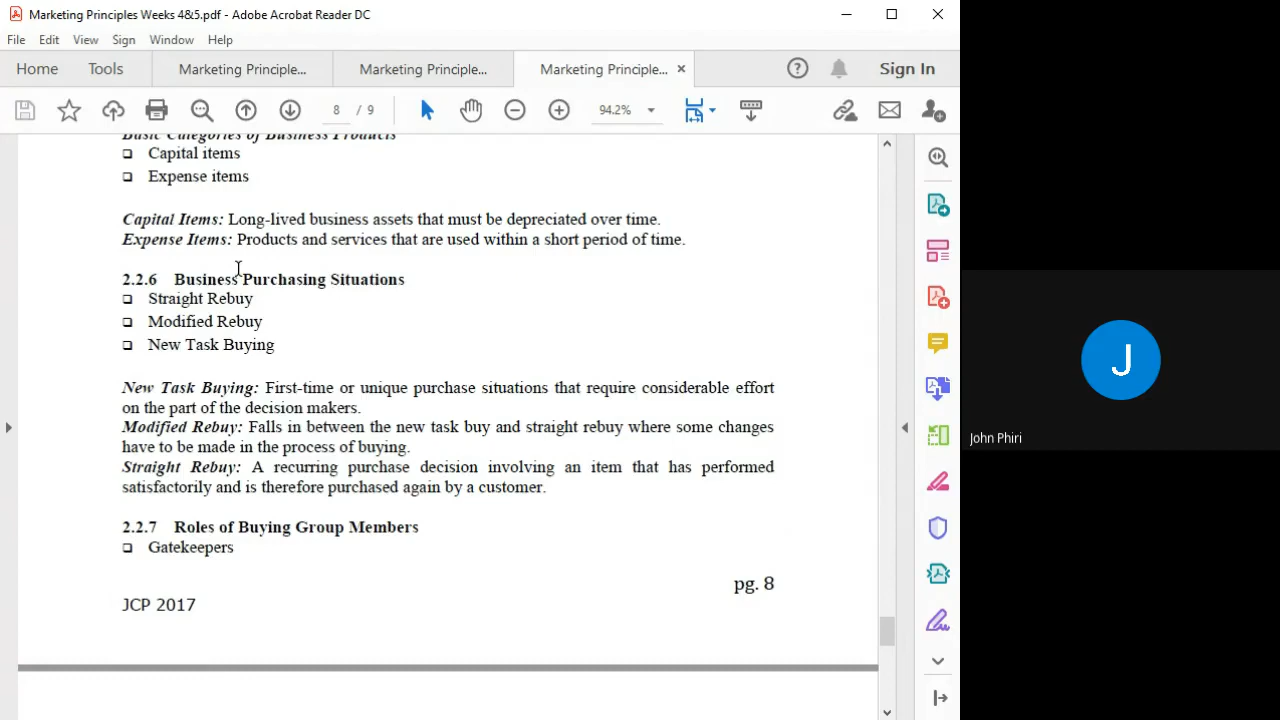 Marketing Principles Weeks 4&5.pdf - Adobe Acrobat Reader DC
File Edit View Sign Window Help
Home Tools Marketing Principle... Marketing Principle... Marketing Principle... Sign In
8 / 9 94.2%
Basic Categories of Business Products
Capital items
Expense items
Capital Items: Long-lived business assets that must be depreciated over time.
Expense Items: Products and services that are used within a short period of time.
2.2.6 Business Purchasing Situations
Straight Rebuy
Modified Rebuy
New Task Buying
New Task Buying: First-time or unique purchase situations that require considerable effort
on the part of the decision makers.
Modified Rebuy: Falls in between the new task buy and straight rebuy where some changes
have to be made in the process of buying.
Straight Rebuy: A recurring purchase decision involving an item that has performed
satisfactorily and is therefore purchased again by a customer.
2.2.7 Roles of Buying Group Members
Gatekeepers
pg. 8
JCP 2017
J
John Phiri